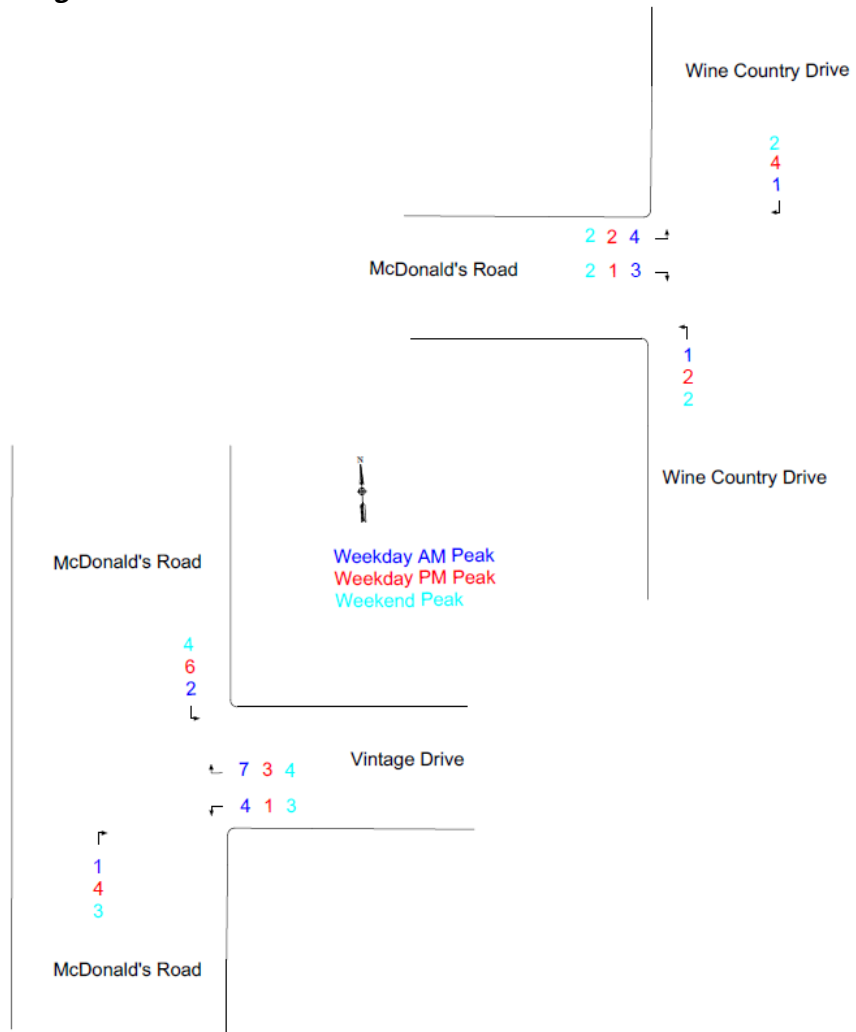 Wine Country Drive
2
4
1
2 2 4
McDonald's Road
2 1 3
1
2
2
Wine Country Drive
N
McDonald's Road
Weekday AM Peak
Weekday PM Peak
Weekend Peak
4
6
2
Vintage Drive
7 3 4
4 1 3
1
4
3
McDonald's Road